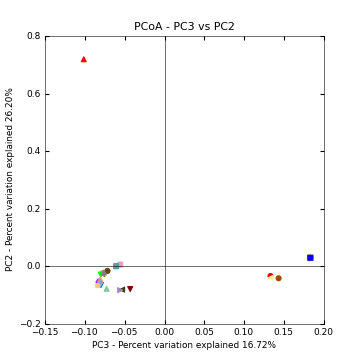 PCoA - PC3 vs PC2
PC2 - Percent variation explained 26.20%
0.8
0.6
0.4
0.2
0.0
−0.2
−0.15 −0.10 −0.05 0.00 0.05 0.10 0.15 0.20
PC3 - Percent variation explained 16.72%